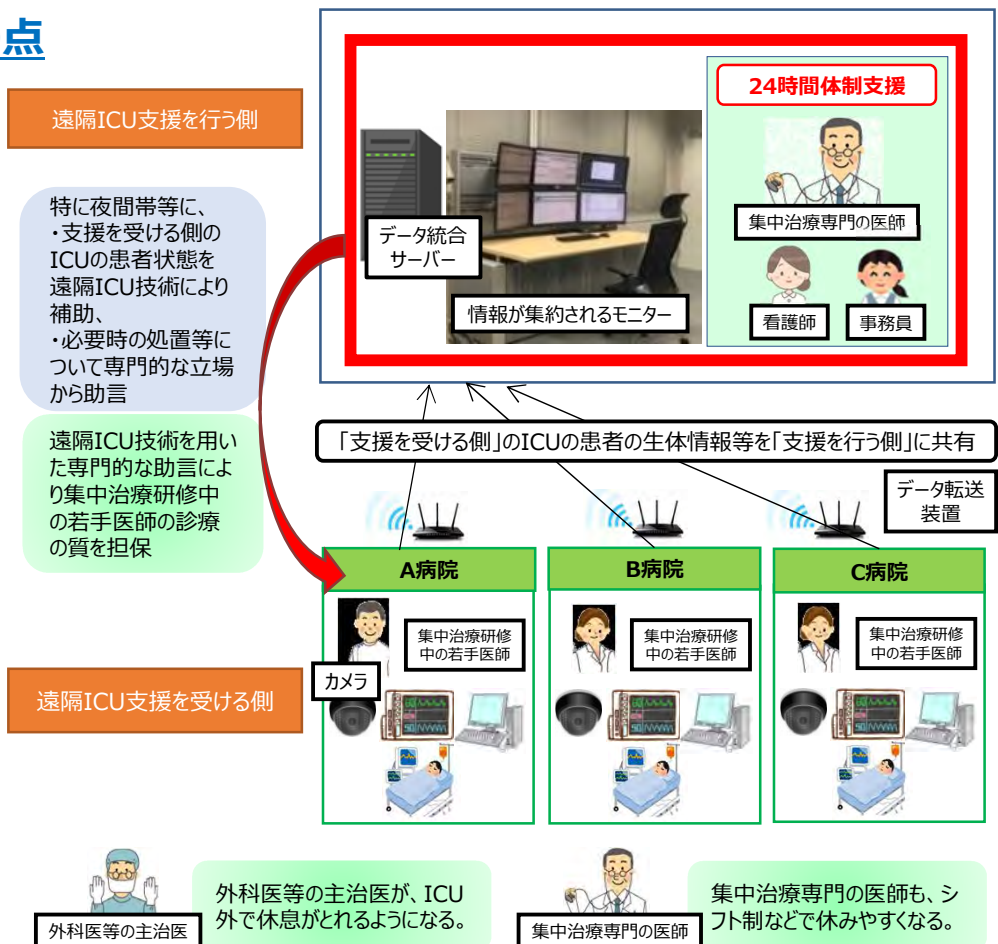 点
遠隔ICU支援を行う側
24時間体制支援
集中治療専門の医師
看護師
事務員
データ統合
サーバー
情報が集約されるモニター
特に夜間帯等に、
・支援を受ける側の
ICUの患者状態を
遠隔ICU技術により
補助、
・必要時の処置等に
ついて専門的な立場
から助言
遠隔ICU技術を用い
た専門的な助言によ
り集中治療研修中
の若手医師の診療
の質を担保
「支援を受ける側」のICUの患者の生体情報等を「支援を行う側」に共有
データ転送
装置
A病院
B病院
C病院
集中治療研修
中の若手医師
集中治療研修
中の若手医師
集中治療研修
中の若手医師
カメラ
遠隔ICU支援を受ける側
外科医等の主治医
外科医等の主治医が、ICU
外で休息がとれるようになる。
集中治療専門の医師
集中治療専門の医師も、シ
フト制などで休みやすくなる。